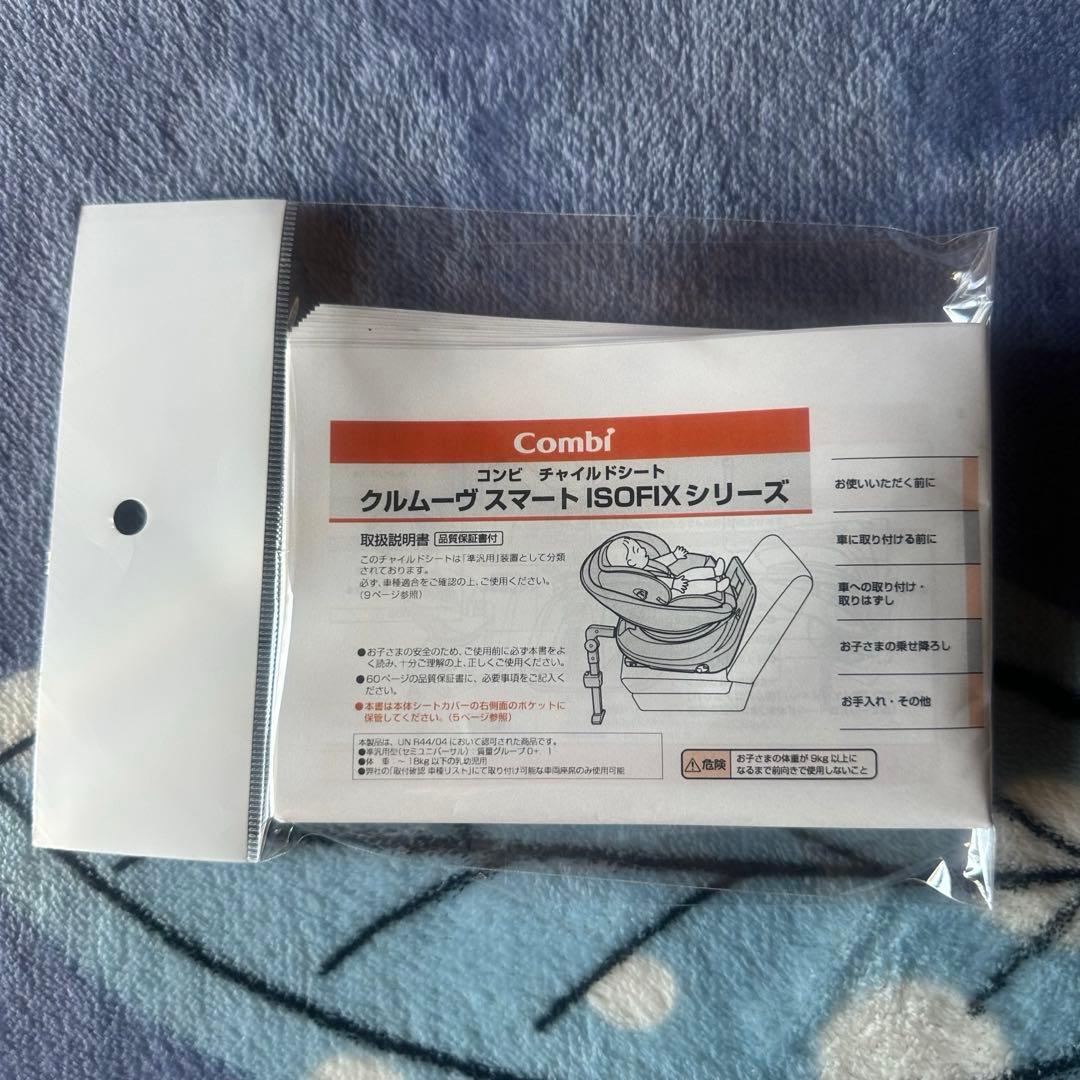 Combi
コンビ チャイルドシート
クルムーヴ スマート ISOFIX シリーズ
取扱説明書 品質保証書付
このチャイルドシートは「準汎用」装置として分類
されております。
必ず、車種適合をご確認の上、ご使用ください。
(9ページ参照)
●お子さまの安全のため、ご使用前に必ず本書をよ
く読み、十分ご理解の上、正しくご使用ください。
●60ページの品質保証書に、必要事項をご記入く
ださい。
●本書は本体シートカバーの右側面のポケットに
保管してください。(5ページ参照)
本製品は、UN R44/04 において認可された商品です。
●準汎用型(セミユニバーサル):質量グループ 0+, 1
●体 重:〜 18kg 以下の乳幼児用
●弊社の「取付確認 車種リスト」にて取り付け可能な車両座席のみ使用可能
危険 お子さまの体重が 9kg 以上に
なるまで前向きで使用しないこと
お使いいただく前に
車に取り付ける前に
車への取り付け・
取りはずし
お子さまの乗せ降ろし
お手入れ・その他